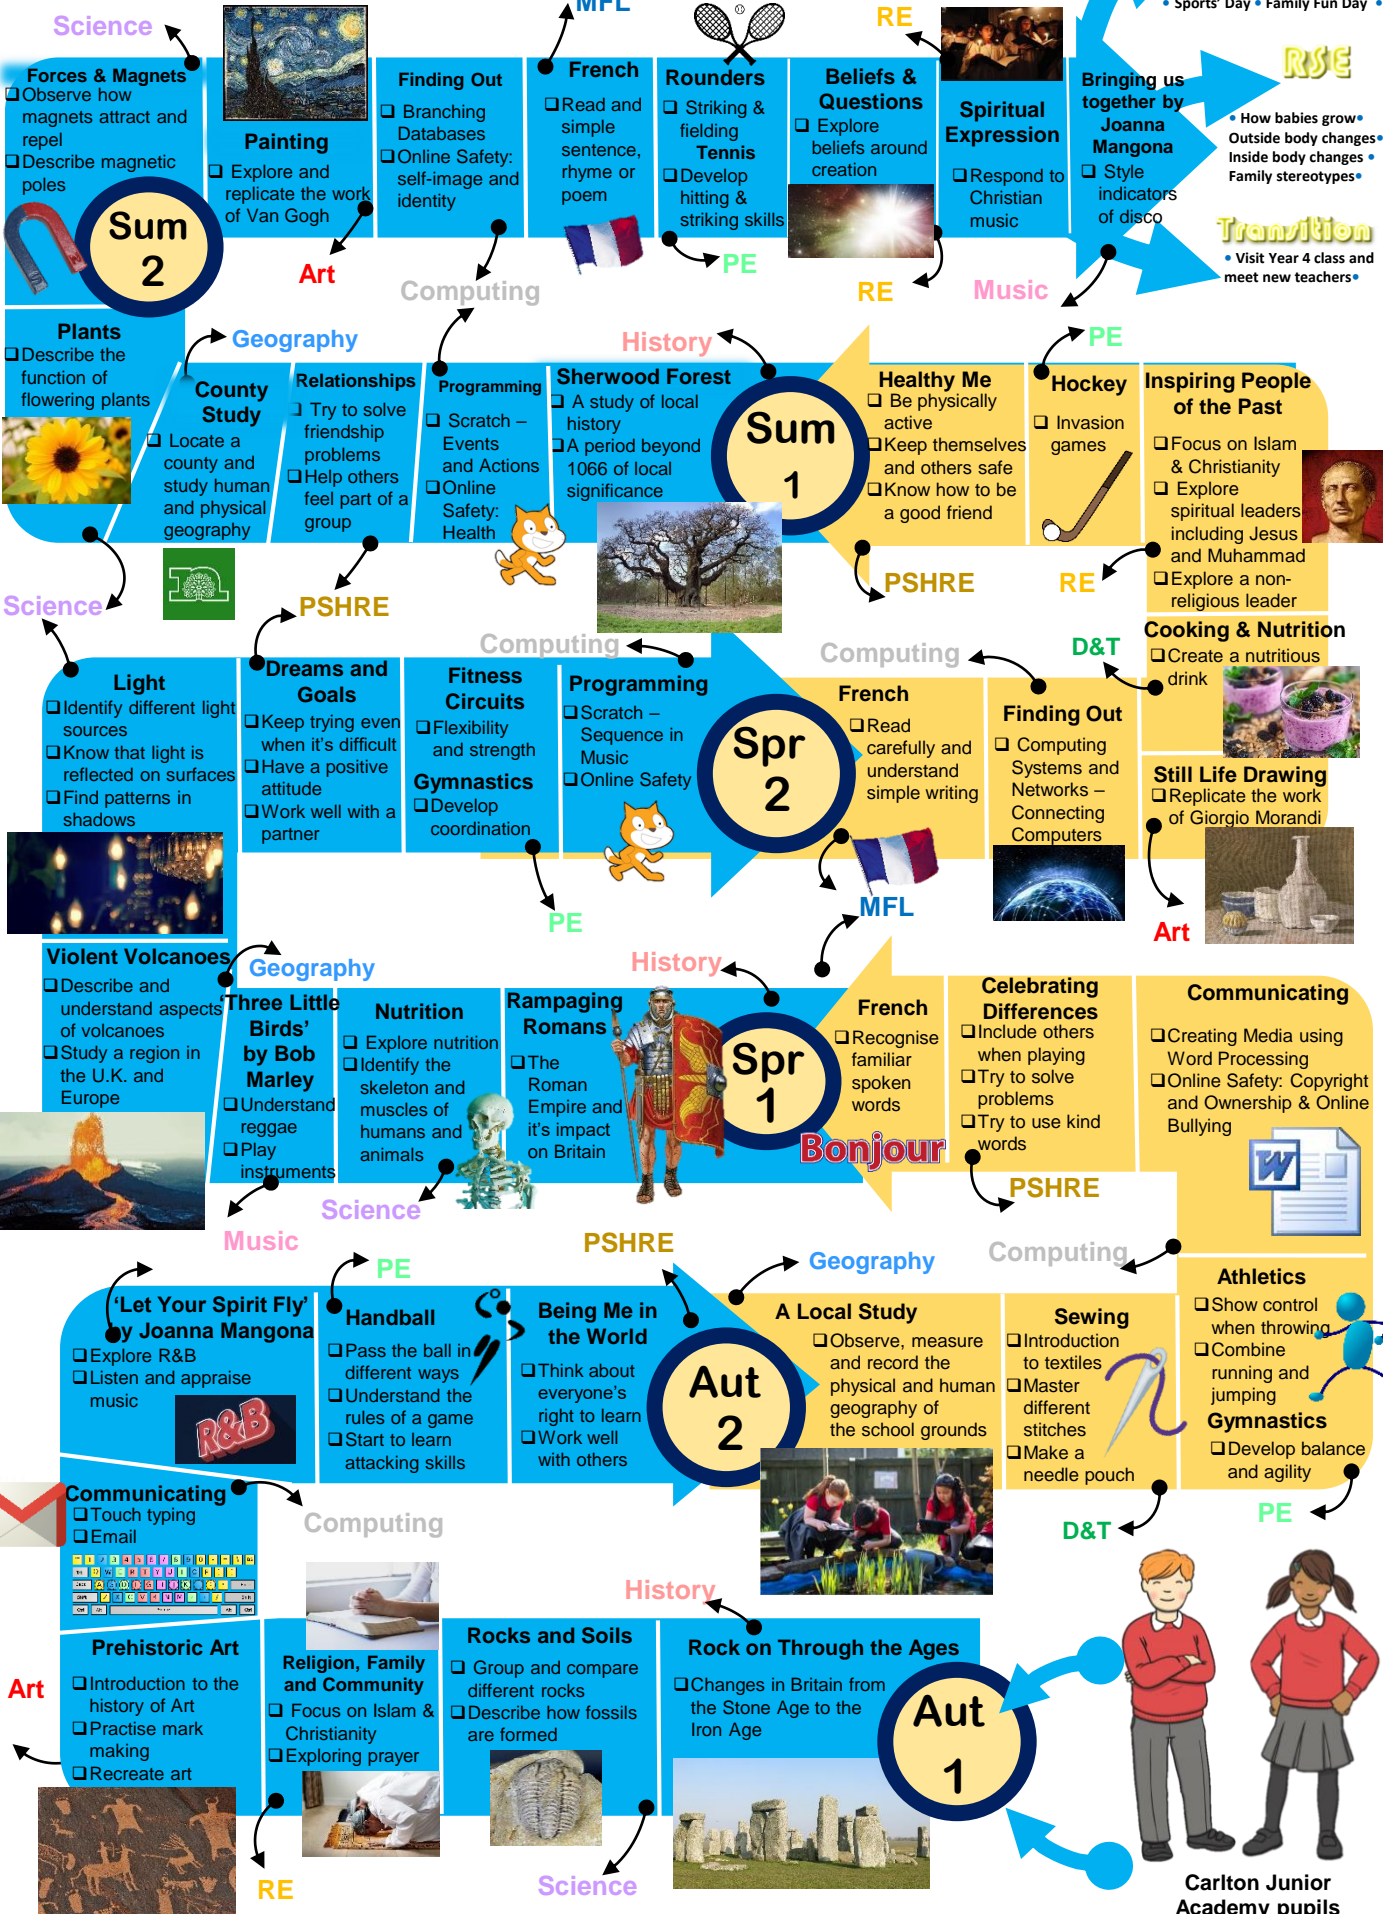 • Sports' Day • Family Fun Day •
MFL
Science
RE
RSE
Forces & Magnets
Observe how
magnets attract and
repel
Describe magnetic
poles
Painting
Explore and
replicate the work
of Van Gogh
Finding Out
Branching
Databases
Online Safety:
self-image and
identity
French
Read and
simple
sentence,
rhyme or
poem
Rounders
Striking &
fielding
Tennis
Develop
hitting &
striking skills
Beliefs &
Questions
Explore
beliefs around
creation
Spiritual
Expression
Respond to
Christian
music
Bringing us
together by
Joanna
Mangona
Style
indicators
of disco
• How babies grow•
Outside body changes•
Inside body changes •
Family stereotypes•
Transition
• Visit Year 4 class and
meet new teachers•
Sum
2
Art
Computing
PE
RE
Music
Plants
Describe the
function of
flowering plants
Geography
County
Study
Locate a
county and
study human
and physical
geography
n
Relationships
Try to solve
friendship
problems
Help others
feel part of a
group
Programming
Scratch –
Events
and Actions
Online
Safety:
Health
History
Sherwood Forest
A study of local
history
A period beyond
1066 of local
significance
Sum
1
Healthy Me
Be physically
active
Keep themselves
and others safe
Know how to be
a good friend
PE
Hockey
Invasion
games
Inspiring People
of the Past
Focus on Islam
& Christianity
Explore
spiritual leaders
including Jesus
and Muhammad
Explore a non-
religious leader
Science
PSHRE
PSHRE
RE
Computing
Computing
D&T
Cooking & Nutrition
Create a nutritious
drink
Light
Identify different light
sources
Know that light is
reflected on surfaces
Find patterns in
shadows
Dreams and
Goals
Keep trying even
when it's difficult
Have a positive
attitude
Work well with a
partner
Fitness
Circuits
Flexibility
and strength
Gymnastics
Develop
coordination
Programming
Scratch –
Sequence in
Music
Online Safety
Spr
2
French
Read
carefully and
understand
simple writing
Finding Out
Computing
Systems and
Networks –
Connecting
Computers
Still Life Drawing
Replicate the work
of Giorgio Morandi
PE
MFL
Art
Violent Volcanoes
Describe and
understand aspects
of volcanoes
Study a region in
the U.K. and
Europe
Geography
'Three Little
Birds'
by Bob
Marley
Understand
reggae
Play
instruments
Nutrition
Explore nutrition
Identify the
skeleton and
muscles of
humans and
animals
History
Rampaging
Romans
The
Roman
Empire and
it's impact
on Britain
Spr
1
French
Recognise
familiar
spoken
words
Bonjour
Celebrating
Differences
Include others
when playing
Try to solve
problems
Try to use kind
words
Communicating
Creating Media using
Word Processing
Online Safety: Copyright
and Ownership & Online
Bullying
W
Science
Music
PSHRE
PE
PSHRE
Geography
Computing
'Let Your Spirit Fly'
by Joanna Mangona
Explore R&B
Listen and appraise
music
R&B
Handball
Pass the ball in
different ways
Understand the
rules of a game
Start to learn
attacking skills
Being Me in
the World
Think about
everyone's
right to learn
Work well
with others
Aut
2
A Local Study
Observe, measure
and record the
physical and human
geography of
the school grounds
Sewing
Introduction
to textiles
Master
different
stitches
Make a
needle pouch
Athletics
Show control
when throwing
Combine
running and
jumping
Gymnastics
Develop balance
and agility
Communicating
Touch typing
Email
Computing
D&T
PE
History
Art
Prehistoric Art
Introduction to the
history of Art
Practise mark
making
Recreate art
Religion, Family
and Community
Focus on Islam &
Christianity
Exploring prayer
Rocks and Soils
Group and compare
different rocks
Describe how fossils
are formed
Rock on Through the Ages
Changes in Britain from
the Stone Age to the
Iron Age
Aut
1
RE
Science
Carlton Junior
Academy pupils